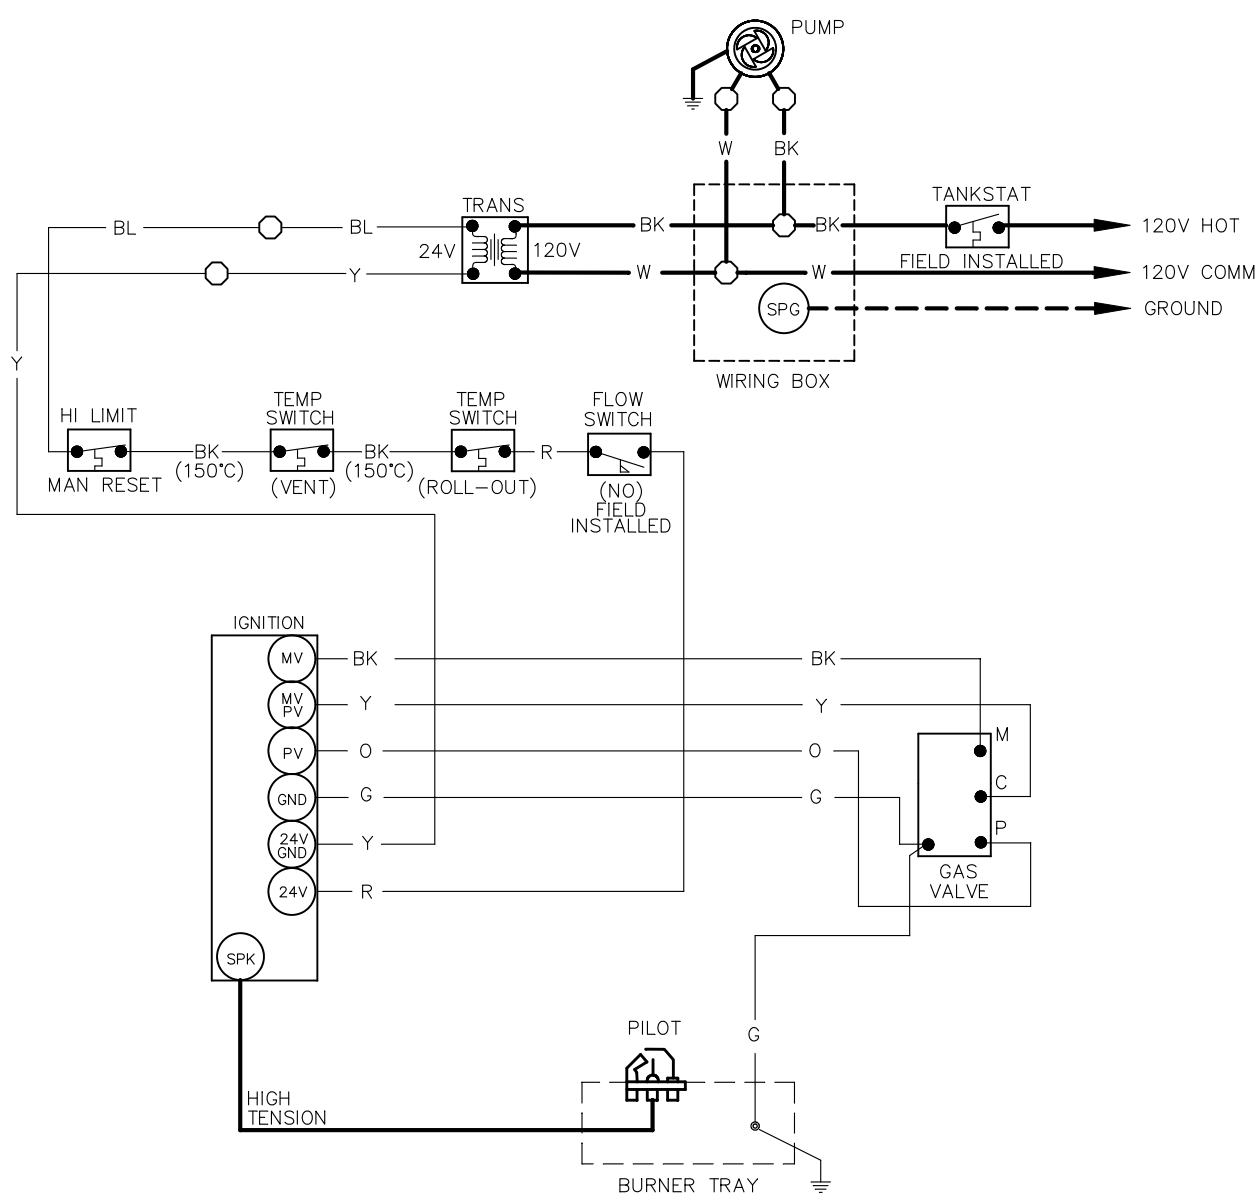 PUMP
W
BK
TANKSTAT
TRANS
BL
BL
BK
BK
120V HOT
24V
120V
FIELD INSTALLED
Y
W
W
120V COMM
SPG
GROUND
Y
WIRING BOX
HI LIMIT
TEMP
SWITCH
TEMP
SWITCH
FLOW
SWITCH
BK
(150°C)
BK
(150°C)
R
MAN RESET
(VENT)
(ROLL-OUT)
(NO)
FIELD
INSTALLED
IGNITION
MV
BK
BK
MV
PV
Y
Y
PV
O
O
M
GND
G
G
C
24V
GND
Y
P
24V
R
GAS
VALVE
SPK
PILOT
G
HIGH
TENSION
BURNER TRAY